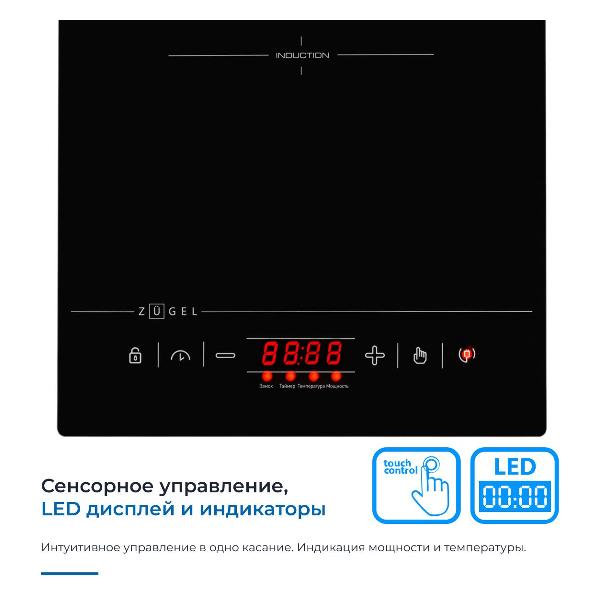 INDUCTION
ZÜGEL
88:88
Замок Таймер Температура Мощность
touch
control
LED
00:00
Сенсорное управление,
LED дисплей и индикаторы
Интуитивное управление в одно касание. Индикация мощности и температуры.